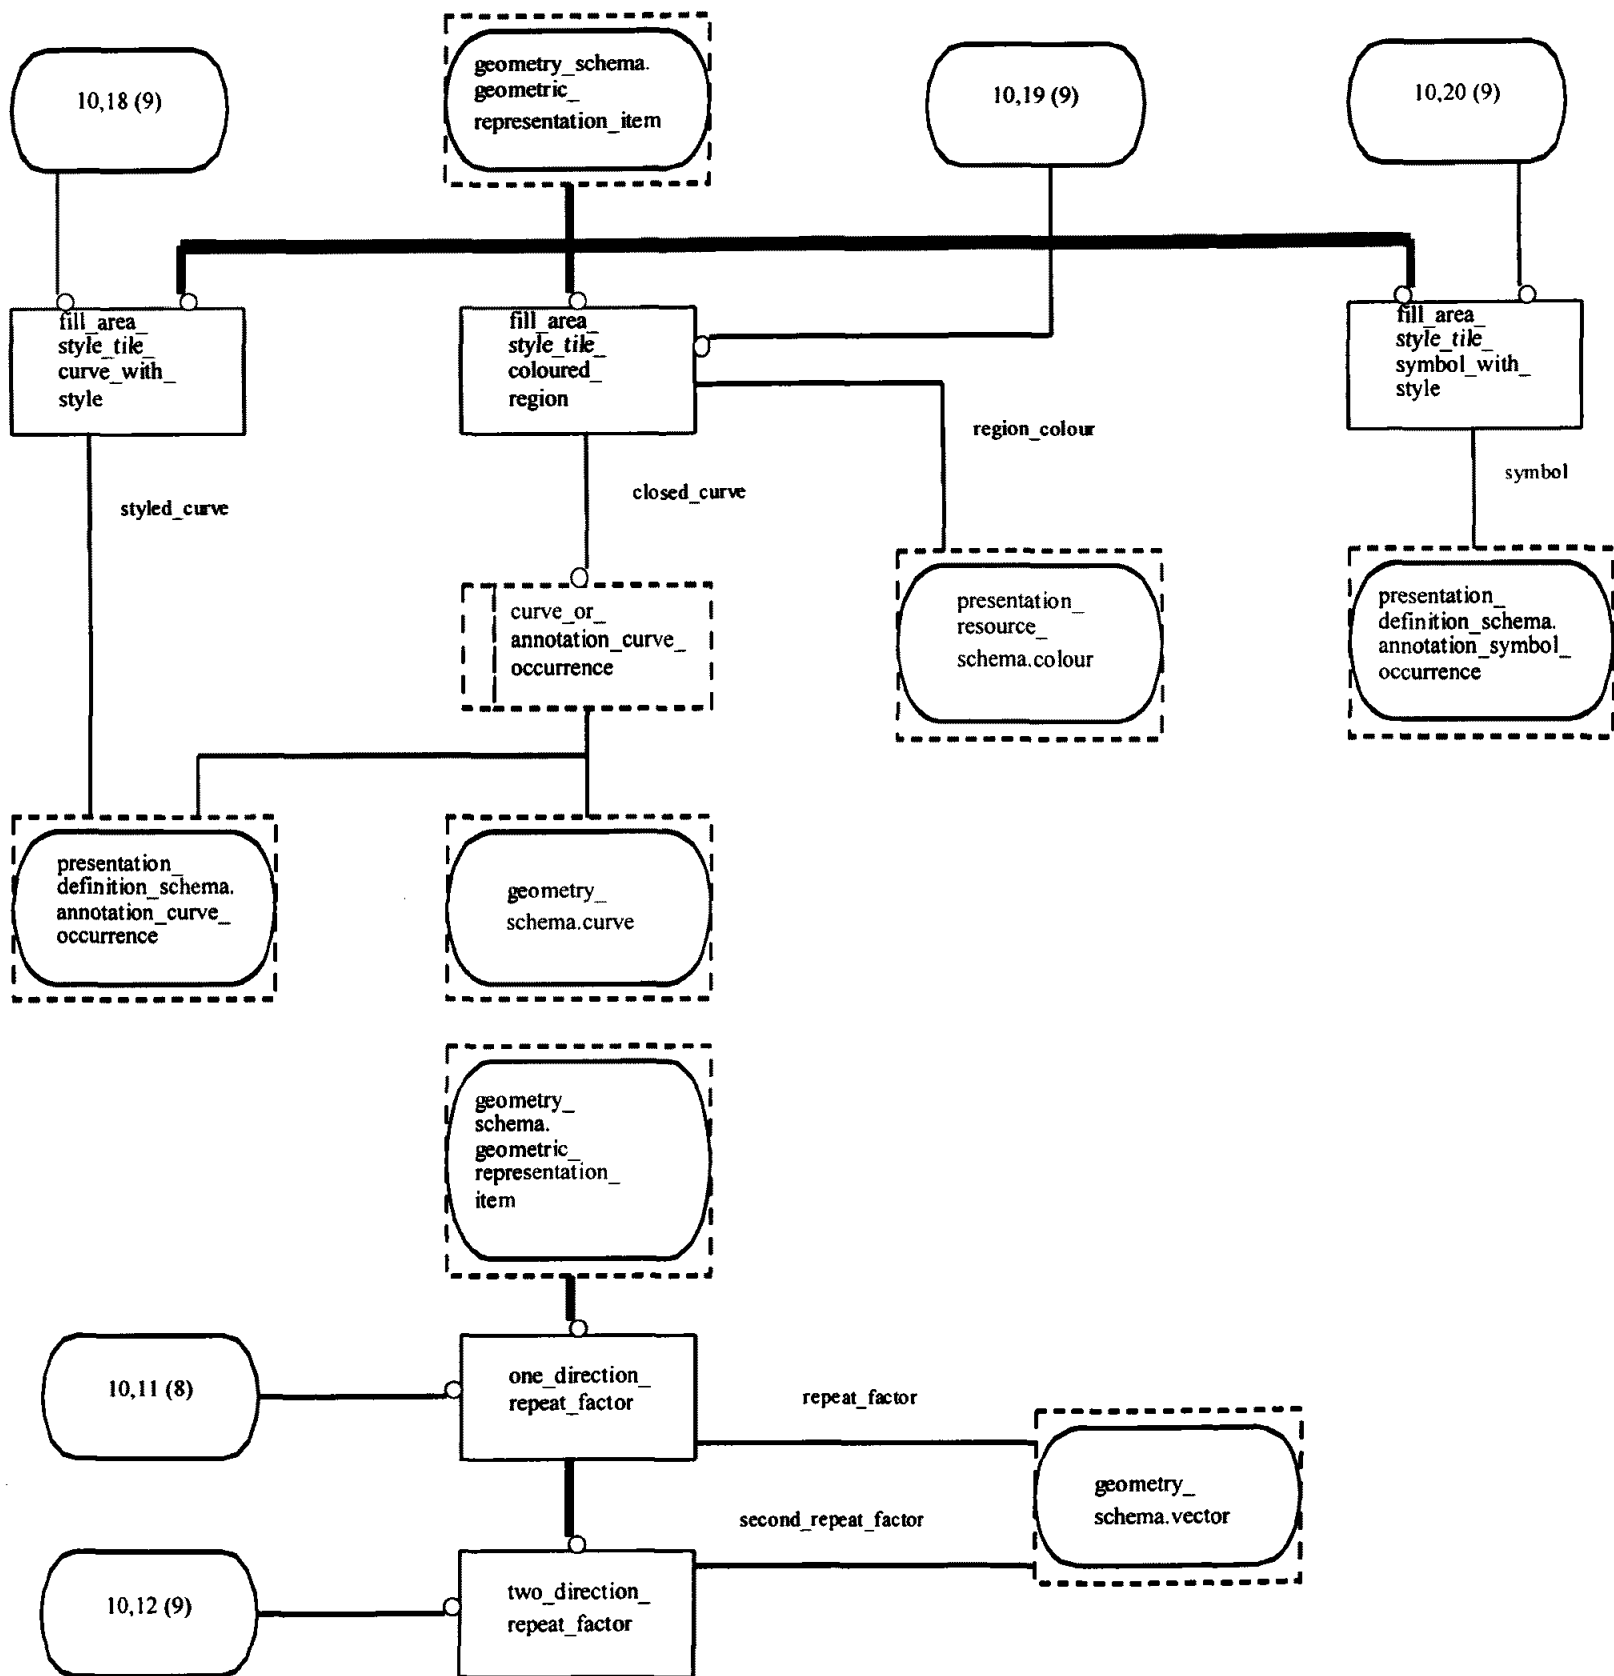 10,18 (9)
geometry_schema.
geometric_
representation_item
10,19 (9)
10,20 (9)
fill_area_
style_tile_
curve_with_
style
fill_area_
style_tile_
coloured_
region
fill_area_
style_tile_
symbol_with_
style
region_colour
styled_curve
closed_curve
symbol
curve_or_
annotation_curve_
occurrence
presentation_
resource_
schema.colour
presentation_
definition_schema.
annotation_symbol_
occurrence
presentation_
definition_schema.
annotation_curve_
occurrence
geometry_
schema.curve
geometry_
schema.
geometric_
representation_
item
10,11 (8)
one_direction_
repeat_factor
repeat_factor
geometry_
schema.vector
second_repeat_factor
10,12 (9)
two_direction_
repeat_factor